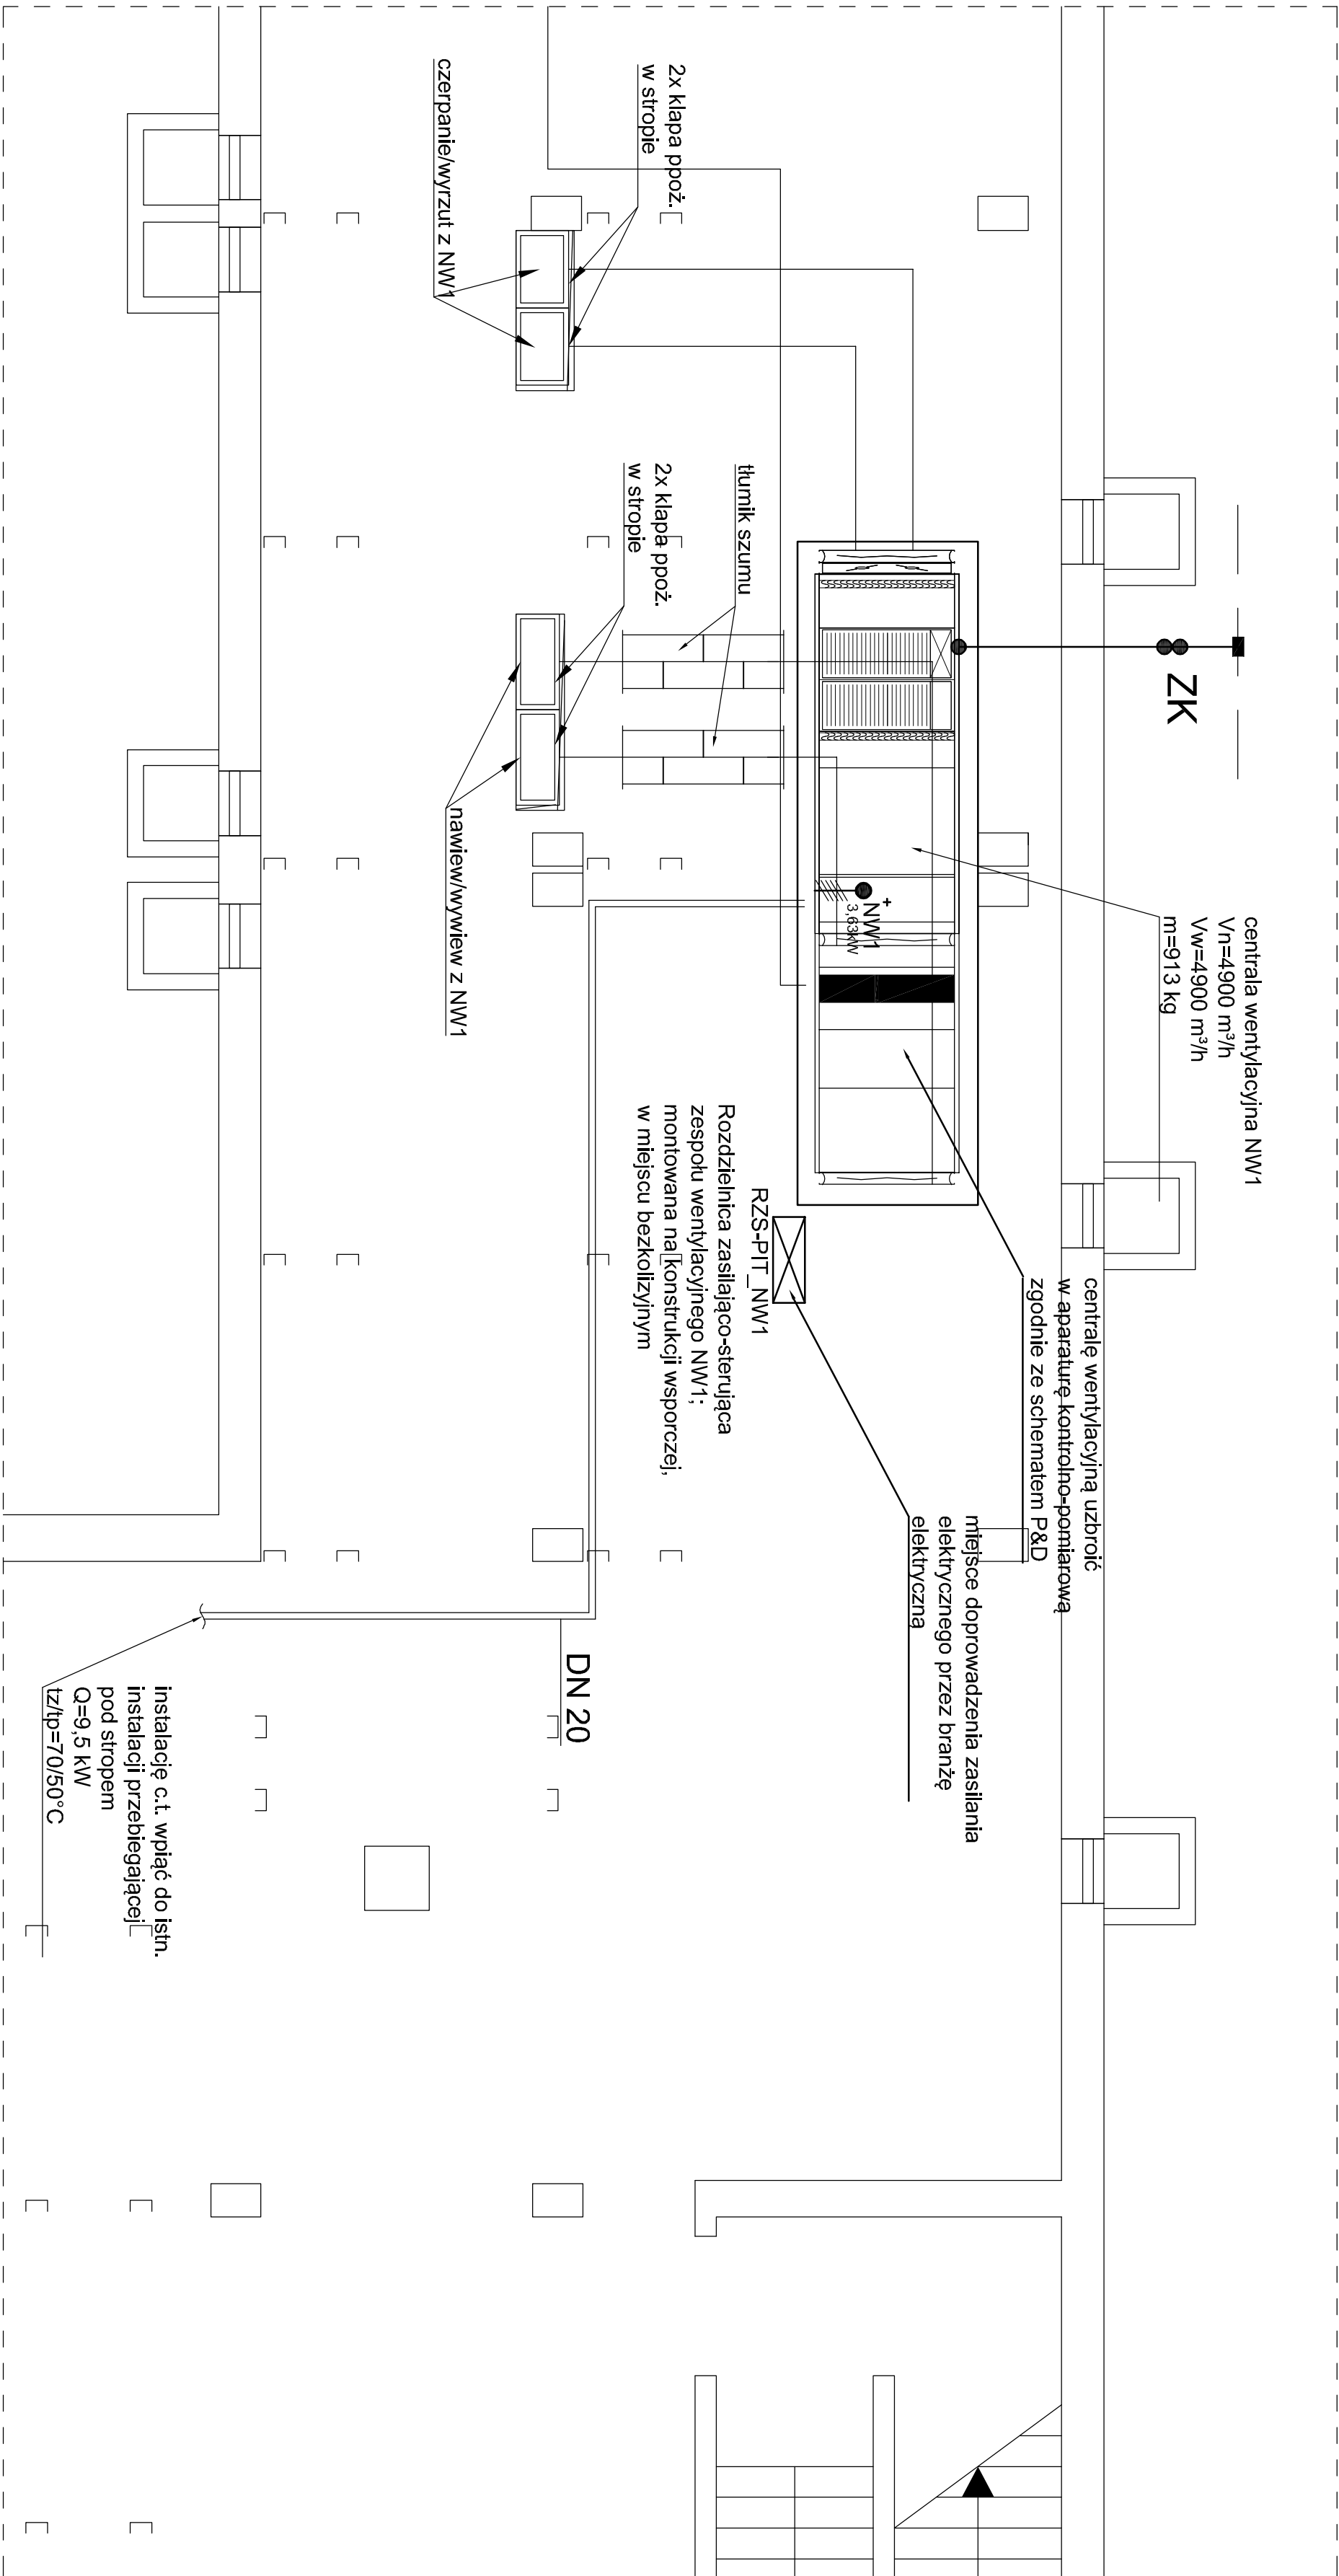 centrala wentylacyjna NW1
Vn=4900 m³/h
Vw=4900 m³/h
m=913 kg
ZK
centralę wentylacyjną uzbroić
w aparaturę kontrolno-pomiarową
zgodnie ze schematem P&D
miejsce doprowadzenia zasilania
elektrycznego przez branżę
elektryczną
+
NW1
3,63kW
RZS-PIT_NW1
Rozdzielnica zasilająco-sterująca
zespołu wentylacyjnego NW1;
montowana na konstrukcji wsporczej,
w miejscu bezkolizyjnym
tłumik szumu
2x klapa ppoż.
w stropie
2x klapa ppoż.
w stropie
czerpanie/wyrzut z NW1
nawiew/wywiew z NW1
DN 20
instalację c.t. wpiąć do istn.
instalacji przebiegającej
pod stropem
Q=9,5 kW
tz/tp=70/50°C